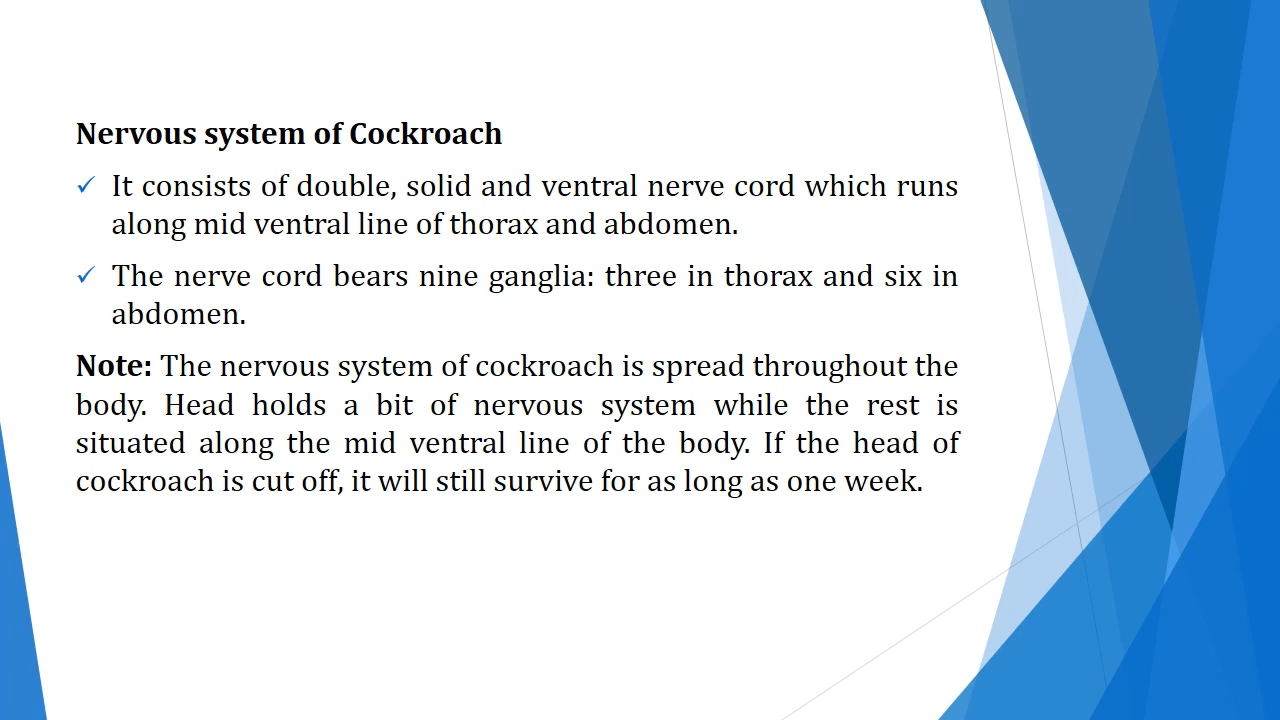 Nervous system of Cockroach
✓ It consists of double, solid and ventral nerve cord which runs
along mid ventral line of thorax and abdomen.
✓ The nerve cord bears nine ganglia: three in thorax and six in
abdomen.
Note: The nervous system of cockroach is spread throughout the
body. Head holds a bit of nervous system while the rest is
situated along the mid ventral line of the body. If the head of
cockroach is cut off, it will still survive for as long as one week.